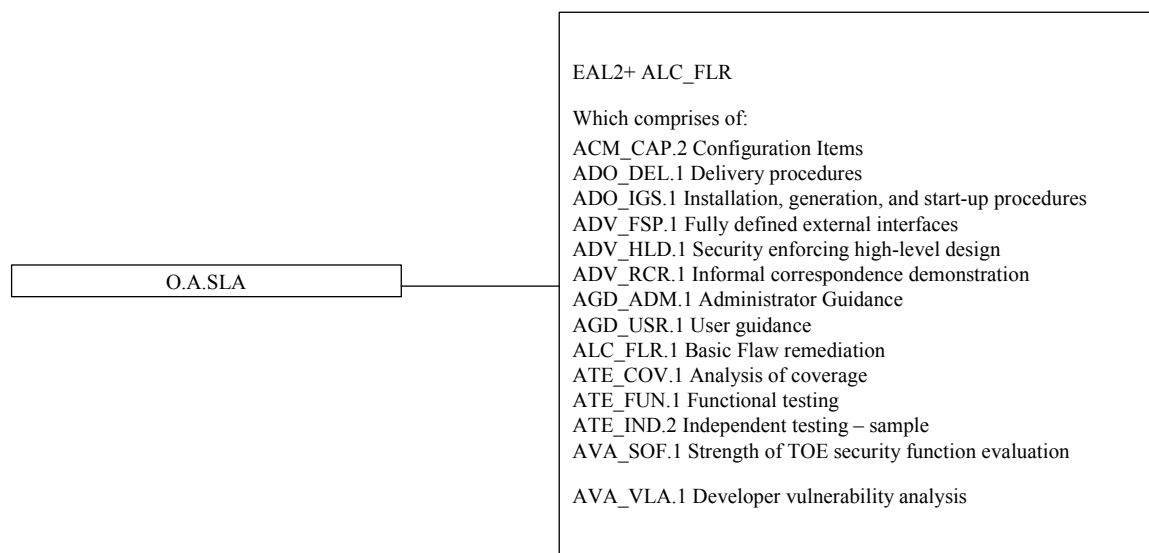 EAL2+ ALC_FLR
Which comprises of:
ACM_CAP.2 Configuration Items
ADO_DEL.1 Delivery procedures
ADO_IGS.1 Installation, generation, and start-up procedures
ADV_FSP.1 Fully defined external interfaces
ADV_HLD.1 Security enforcing high-level design
O.A.SLA
ADV_RCR.1 Informal correspondence demonstration
AGD_ADM.1 Administrator Guidance
AGD_USR.1 User guidance
ALC_FLR.1 Basic Flaw remediation
ATE_COV.1 Analysis of coverage
ATE_FUN.1 Functional testing
ATE_IND.2 Independent testing – sample
AVA_SOF.1 Strength of TOE security function evaluation
AVA_VLA.1 Developer vulnerability analysis